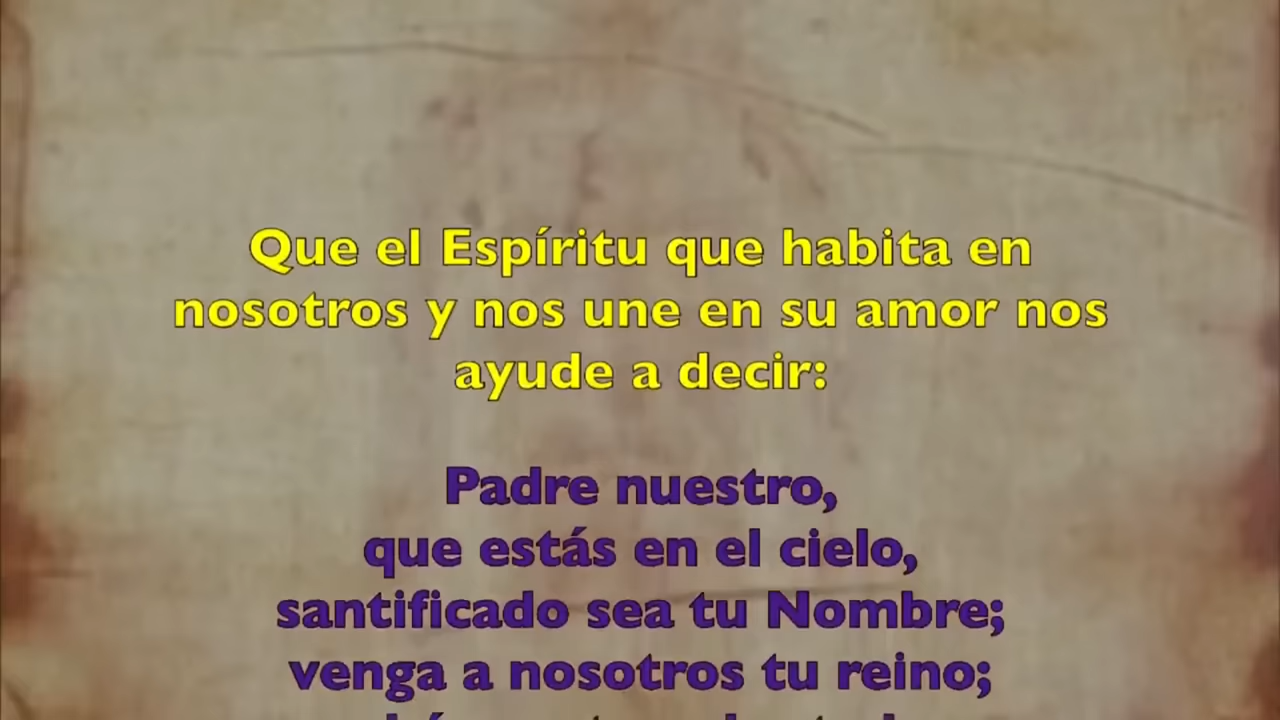 Que el Espíritu que habita en
nosotros y nos une en su amor nos
ayude a decir:
Padre nuestro,
que estás en el cielo,
santificado sea tu Nombre;
venga a nosotros tu reino;